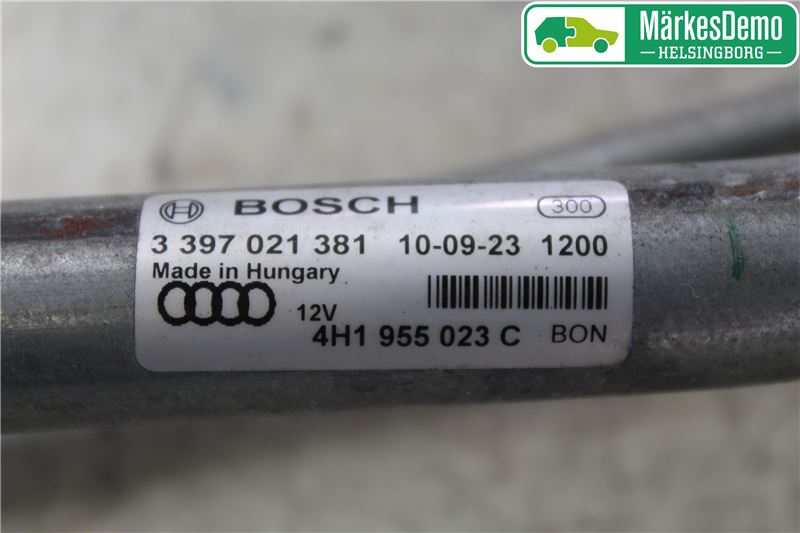 MärkesDemo
HELSINGBORG
BOSCH 300
3 397 021 381 10-09-23 1200
Made in Hungary
12V
4H1 955 023 C BON